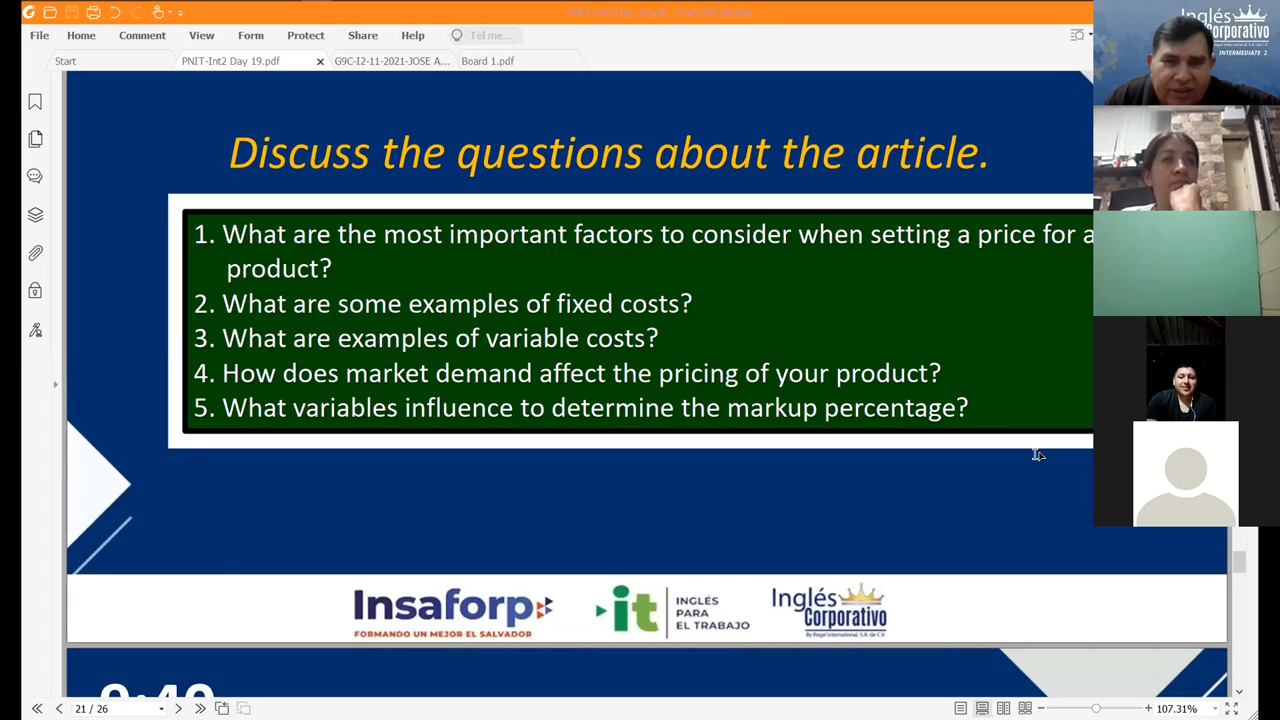 File Home Comment View Form Protect Share Help Tell me...
Start PNIT-Int2 Day 19.pdf G9C-I2-11-2021-JOSE A... Board 1.pdf
Inglés
Corporativo
INTERMEDIATE 2
Discuss the questions about the article.
1. What are the most important factors to consider when setting a price for a
product?
2. What are some examples of fixed costs?
3. What are examples of variable costs?
4. How does market demand affect the pricing of your product?
5. What variables influence to determine the markup percentage?
Insaforp
FORMANDO UN MEJOR EL SALVADOR
it
INGLÉS
PARA
EL TRABAJO
Inglés
Corporativo
By Regal International, S.A. de C.V.
21 / 26
107.31%